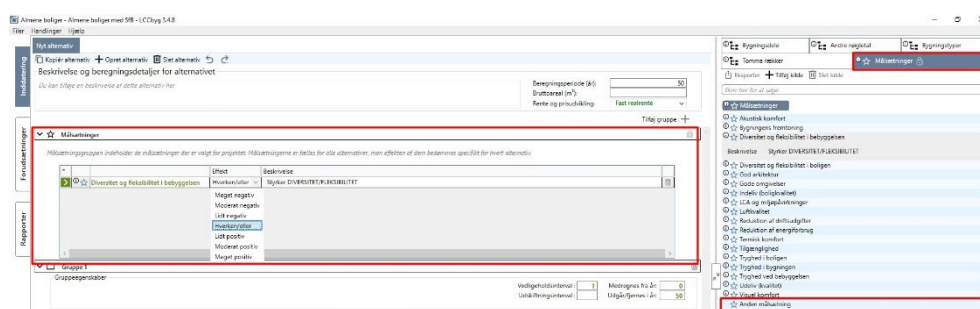 Almene boliger - Almene boliger med SfB - LCCbyg 3.4.8
Filer Handlinger Hjælp
Nyt alternativ
Kopiér alternativ Opret alternativ Slet alternativ
Beskrivelse og beregningsdetaljer for alternativet
Du kan tilføje en beskrivelse af dette alternativ her
Beregningsperiode (år): 50
Bruttoareal (m²):
Rente og prisudvikling: Fast realrente
Tilføj gruppe
Inddatering
Forudsætninger
Rapporter
Målsætninger
Målsætningsgruppen indeholder de målsætninger der er valgt for projektet. Målsætningerne er fælles for alle alternativer, men effekten af dem bedømmes specifikt for hvert alternativ.
Effekt Beskrivelse
Diversitet og fleksibilitet i bebyggelsen Hverken/eller Styrker DIVERSITET/FLEKSIBILITET
Meget negativ
Moderat negativ
Lidt negativ
Hverken/eller
Lidt positiv
Moderat positiv
Meget positiv
Gruppe 1
Gruppeegenskaber
Vedligeholdsinterval: 1 Medregnes fra år: 0
Udskiftningsinterval: Udgår/fjernes i år: 50
Bygningsdele Andre nøgletal Bygningstyper
Tomme rækker Målsætninger
Eksporter Tilføj kilde Slet kilde
Skriv her for at søge
Målsætninger
Akustisk komfort
Bygningens fremtoning
Diversitet og fleksibilitet i bebyggelsen
Beskrivelse Styrker DIVERSITET/FLEKSIBILITET
Diversitet og fleksibilitet i boligen
God arkitektur
Gode omgivelser
Indeliv (boligkvalitet)
LCA og miljøpåvirkninger
Luftkvalitet
Reduktion af driftsudgifter
Reduktion af energiforbrug
Termisk komfort
Tilgængelighed
Tryghed i boligen
Tryghed i bygningen
Tryghed ved bebyggelsen
Udeliv (kvalitet)
Visuel komfort
Anden målsætning